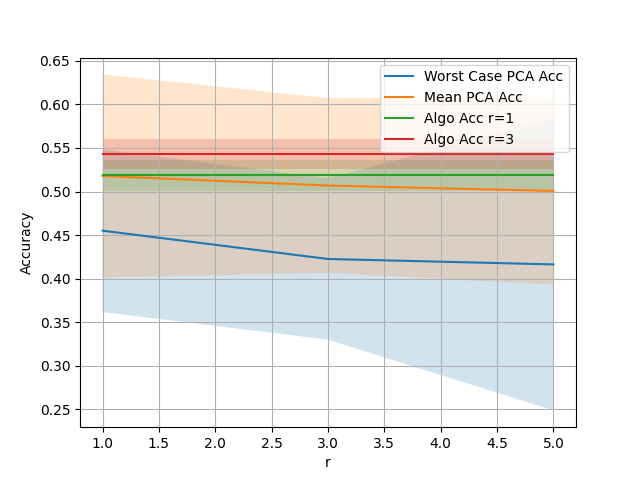 0.65
0.60
0.55
0.50
0.45
0.40
0.35
0.30
0.25
Accuracy
Worst Case PCA Acc
Mean PCA Acc
Algo Acc r=1
Algo Acc r=3
1.0 1.5 2.0 2.5 3.0 3.5 4.0 4.5 5.0
r